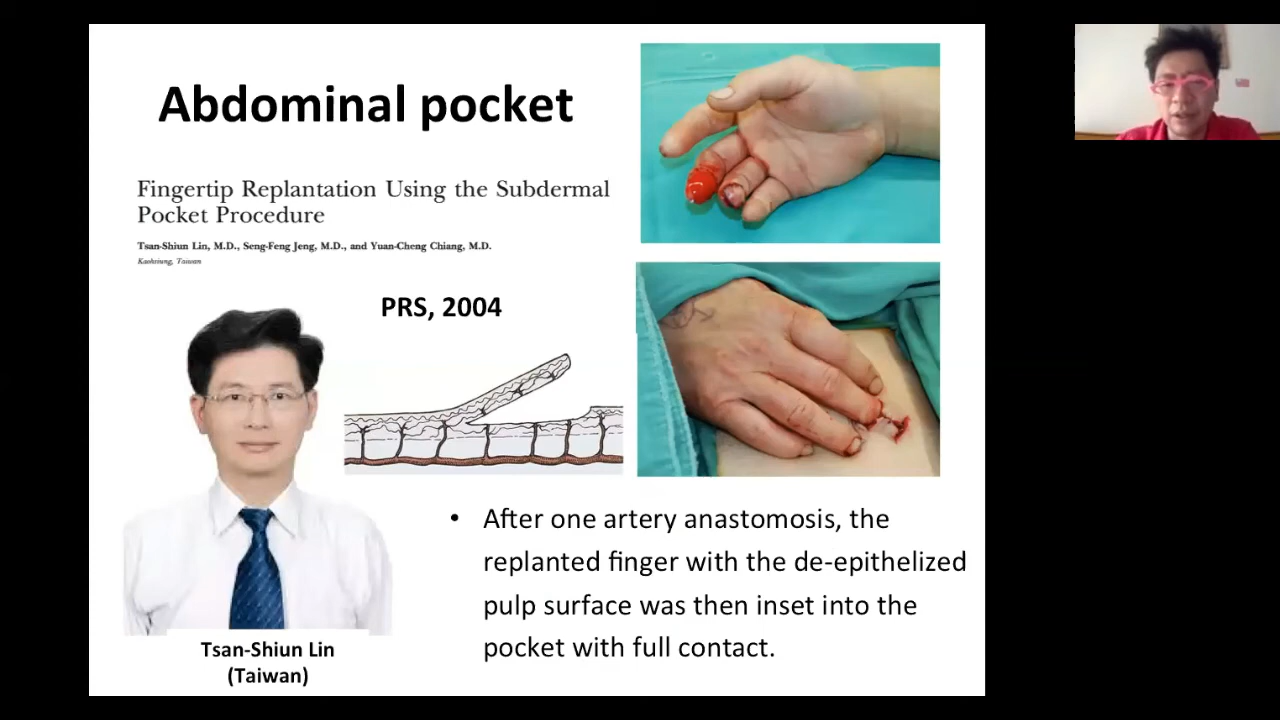 Abdominal pocket
Fingertip Replantation Using the Subdermal
Pocket Procedure
Tsan-Shiun Lin, M.D., Seng-Feng Jeng, M.D., and Yuan-Cheng Chiang, M.D.
Kaohsiung, Taiwan
PRS, 2004
Tsan-Shiun Lin
(Taiwan)
• After one artery anastomosis, the
replanted finger with the de-epithelized
pulp surface was then inset into the
pocket with full contact.